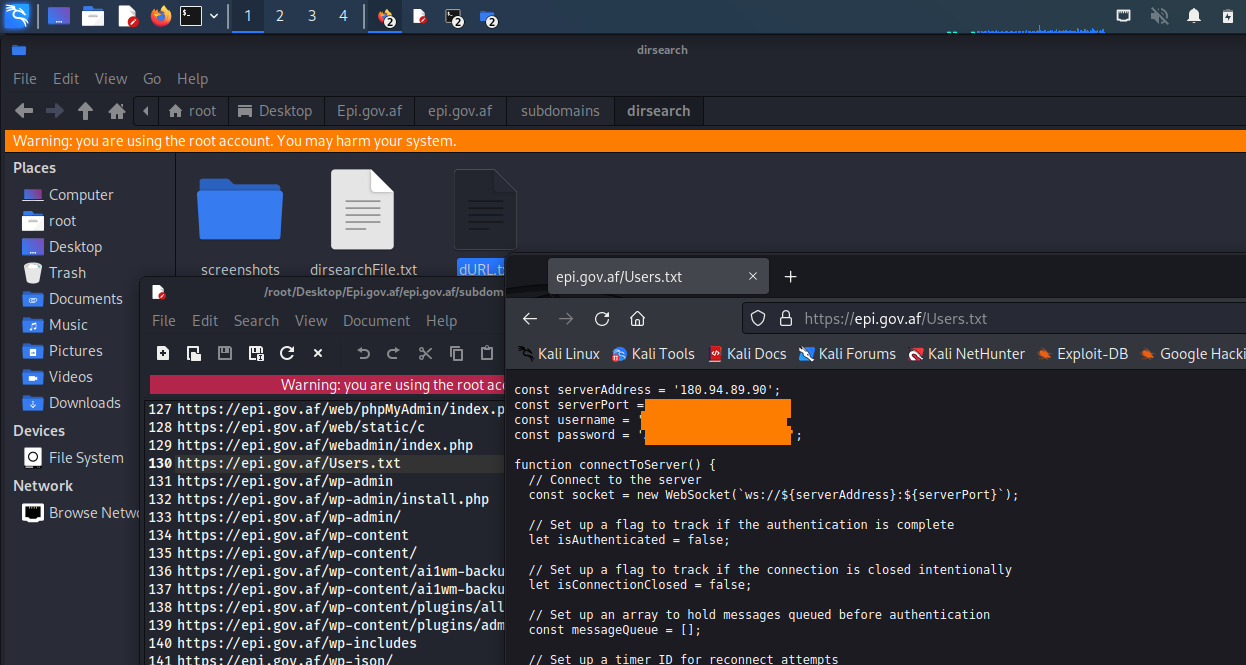 1 2 3 4
2
2
2
dirsearch
File Edit View Go Help
root Desktop Epi.gov.af epi.gov.af subdomains dirsearch
Warning: you are using the root account. You may harm your system.
Places
Computer
root
Desktop
Trash
Documents
Music
Pictures
Videos
Downloads
Devices
File System
Network
Browse Netwo
screenshots
dirsearchFile.txt
dURL.t
/root/Desktop/Epi.gov.af/epi.gov.af/subdom
File Edit Search View Document Help
Warning: you are using the root acc
127 https://epi.gov.af/web/phpMyAdmin/index.p
128 https://epi.gov.af/web/static/c
129 https://epi.gov.af/webadmin/index.php
130 https://epi.gov.af/Users.txt
131 https://epi.gov.af/wp-admin
132 https://epi.gov.af/wp-admin/install.php
133 https://epi.gov.af/wp-admin/
134 https://epi.gov.af/wp-content
135 https://epi.gov.af/wp-content/
136 https://epi.gov.af/wp-content/ai1wm-backu
137 https://epi.gov.af/wp-content/ai1wm-backu
138 https://epi.gov.af/wp-content/plugins/all
139 https://epi.gov.af/wp-content/plugins/adm
140 https://epi.gov.af/wp-includes
141 https://epi.gov.af/wp-json/
epi.gov.af/Users.txt
https://epi.gov.af/Users.txt
Kali Linux Kali Tools Kali Docs Kali Forums Kali NetHunter Exploit-DB Google Hacki
const serverAddress = '180.94.89.90';
const serverPort =
const username = '
const password = ' ';
function connectToServer() {
// Connect to the server
const socket = new WebSocket(`ws://${serverAddress}:${serverPort}`);
// Set up a flag to track if the authentication is complete
let isAuthenticated = false;
// Set up a flag to track if the connection is closed intentionally
let isConnectionClosed = false;
// Set up an array to hold messages queued before authentication
const messageQueue = [];
// Set up a timer ID for reconnect attempts